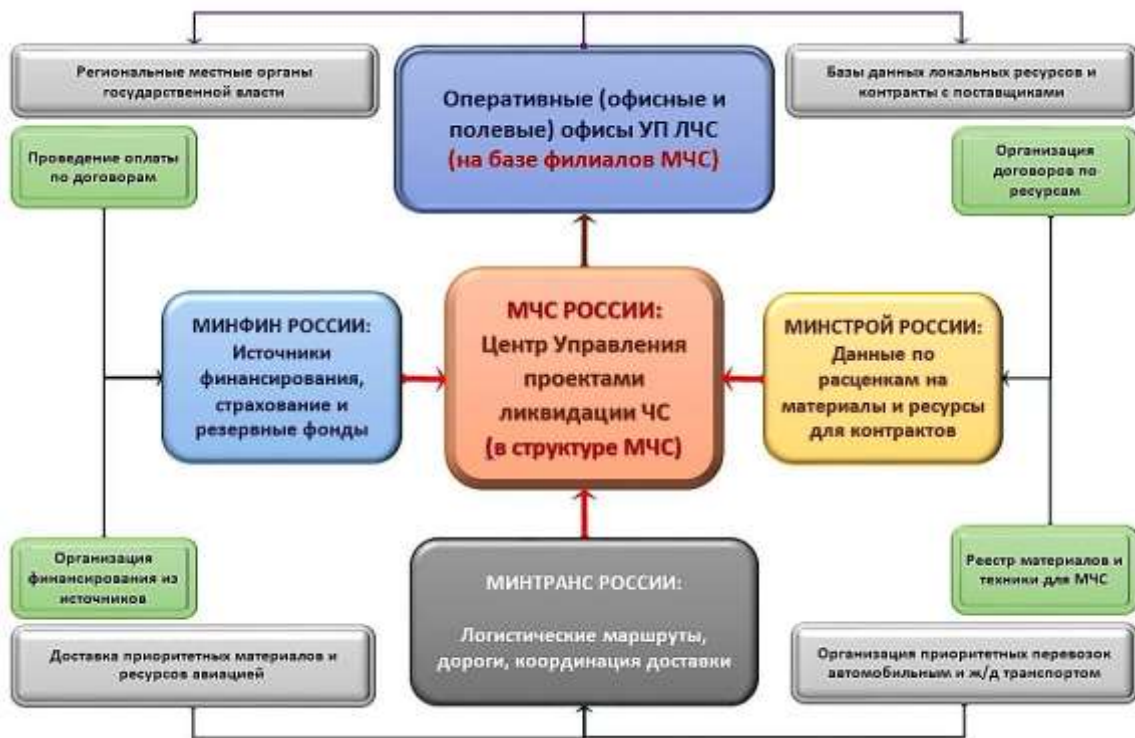 Региональные местные органы
государственной власти
Оперативные (офисные и
полевые) офисы УП ЛЧС
(на базе филиалов МЧС)
Базы данных локальных ресурсов и
контракты с поставщиками
Проведение оплаты
по договорам
Организация
договоров по
ресурсам
МИНФИН РОССИИ:
Источники
финансирования,
страхование и
резервные фонды
МЧС РОССИИ:
Центр Управления
проектами
ликвидации ЧС
(в структуре МЧС)
МИНСТРОЙ РОССИИ:
Данные по
расценкам на
материалы и ресурсы
для контрактов
Организация
финансирования из
источников
МИНТРАНС РОССИИ:
Логистические маршруты,
дороги, координация доставки
Реестр материалов и
техники для МЧС
Доставка приоритетных материалов и
ресурсов авиацией
Организация приоритетных перевозок
автомобильным и ж/д транспортом